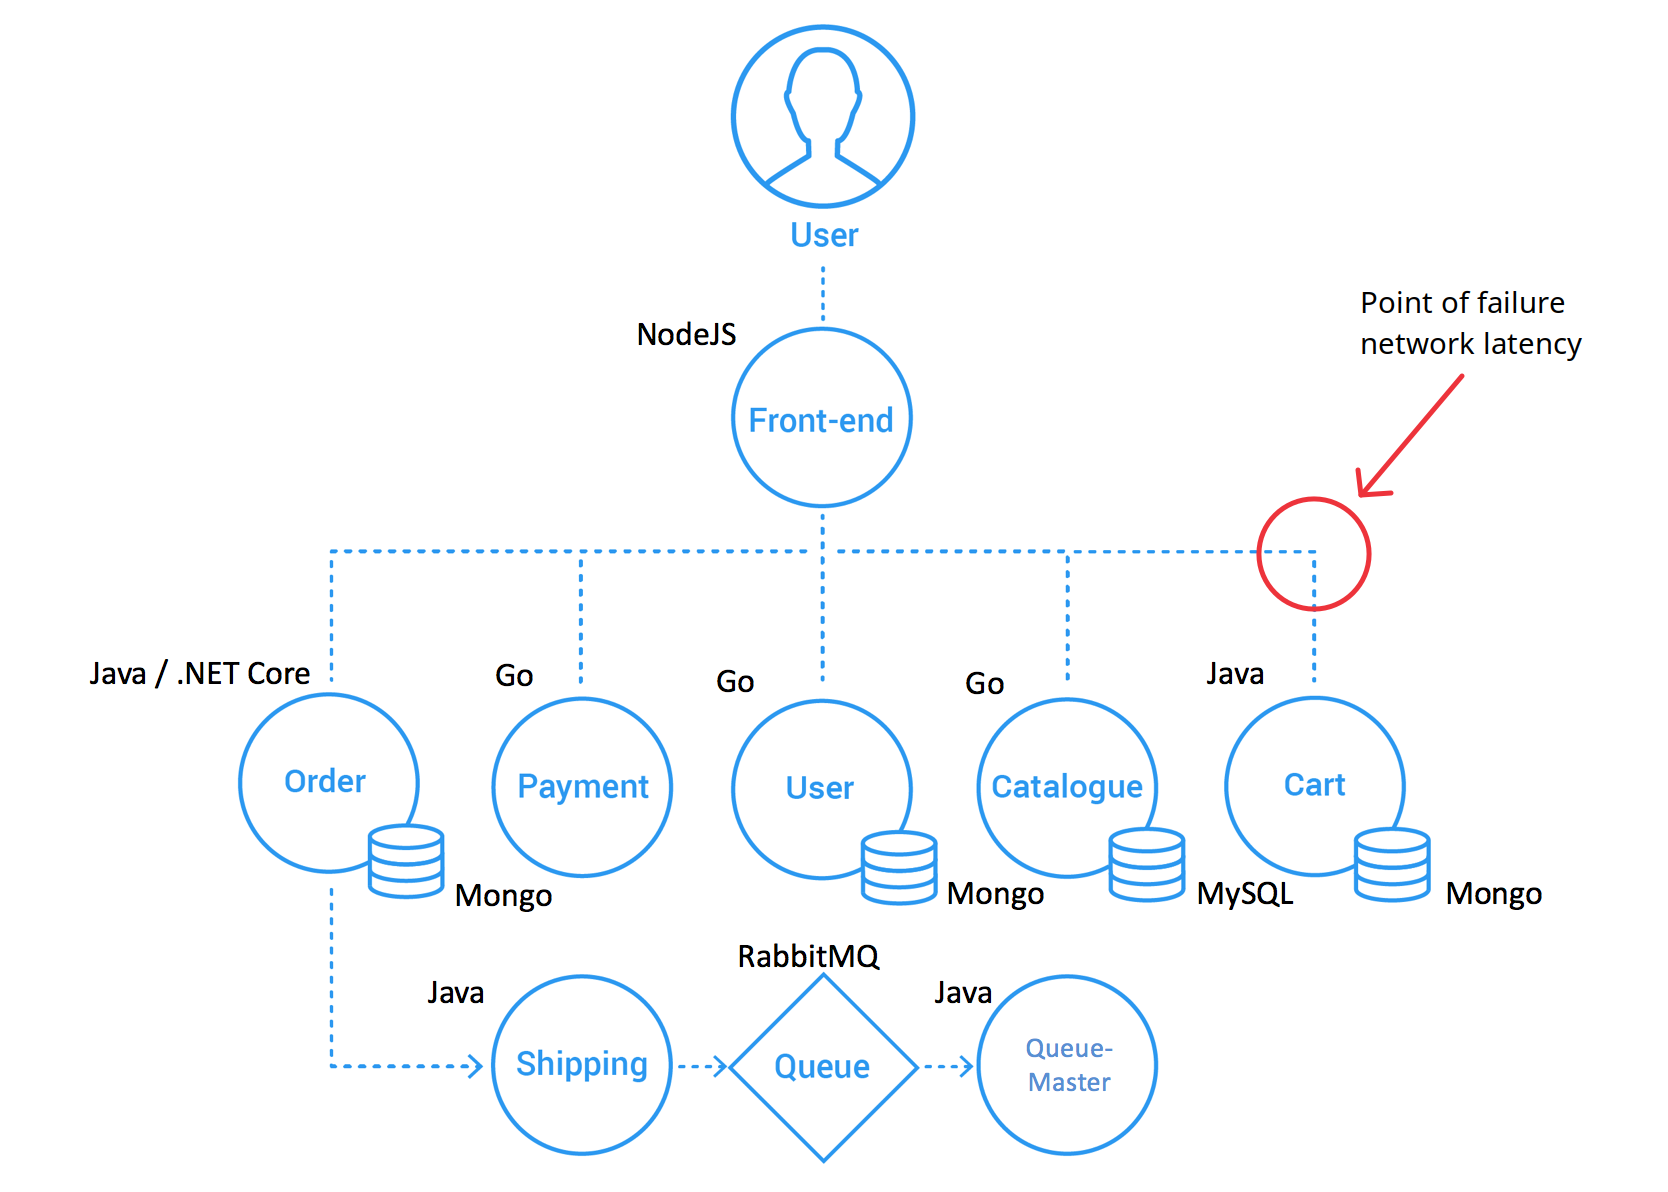 User
Point of failure
network latency
NodeJS
Front-end
Java / .NET Core
Go
Go
Go
Java
Order
Payment
User
Catalogue
Cart
Mongo
Mongo
MySQL
Mongo
RabbitMQ
Java
Java
Shipping
Queue
Queue-
Master